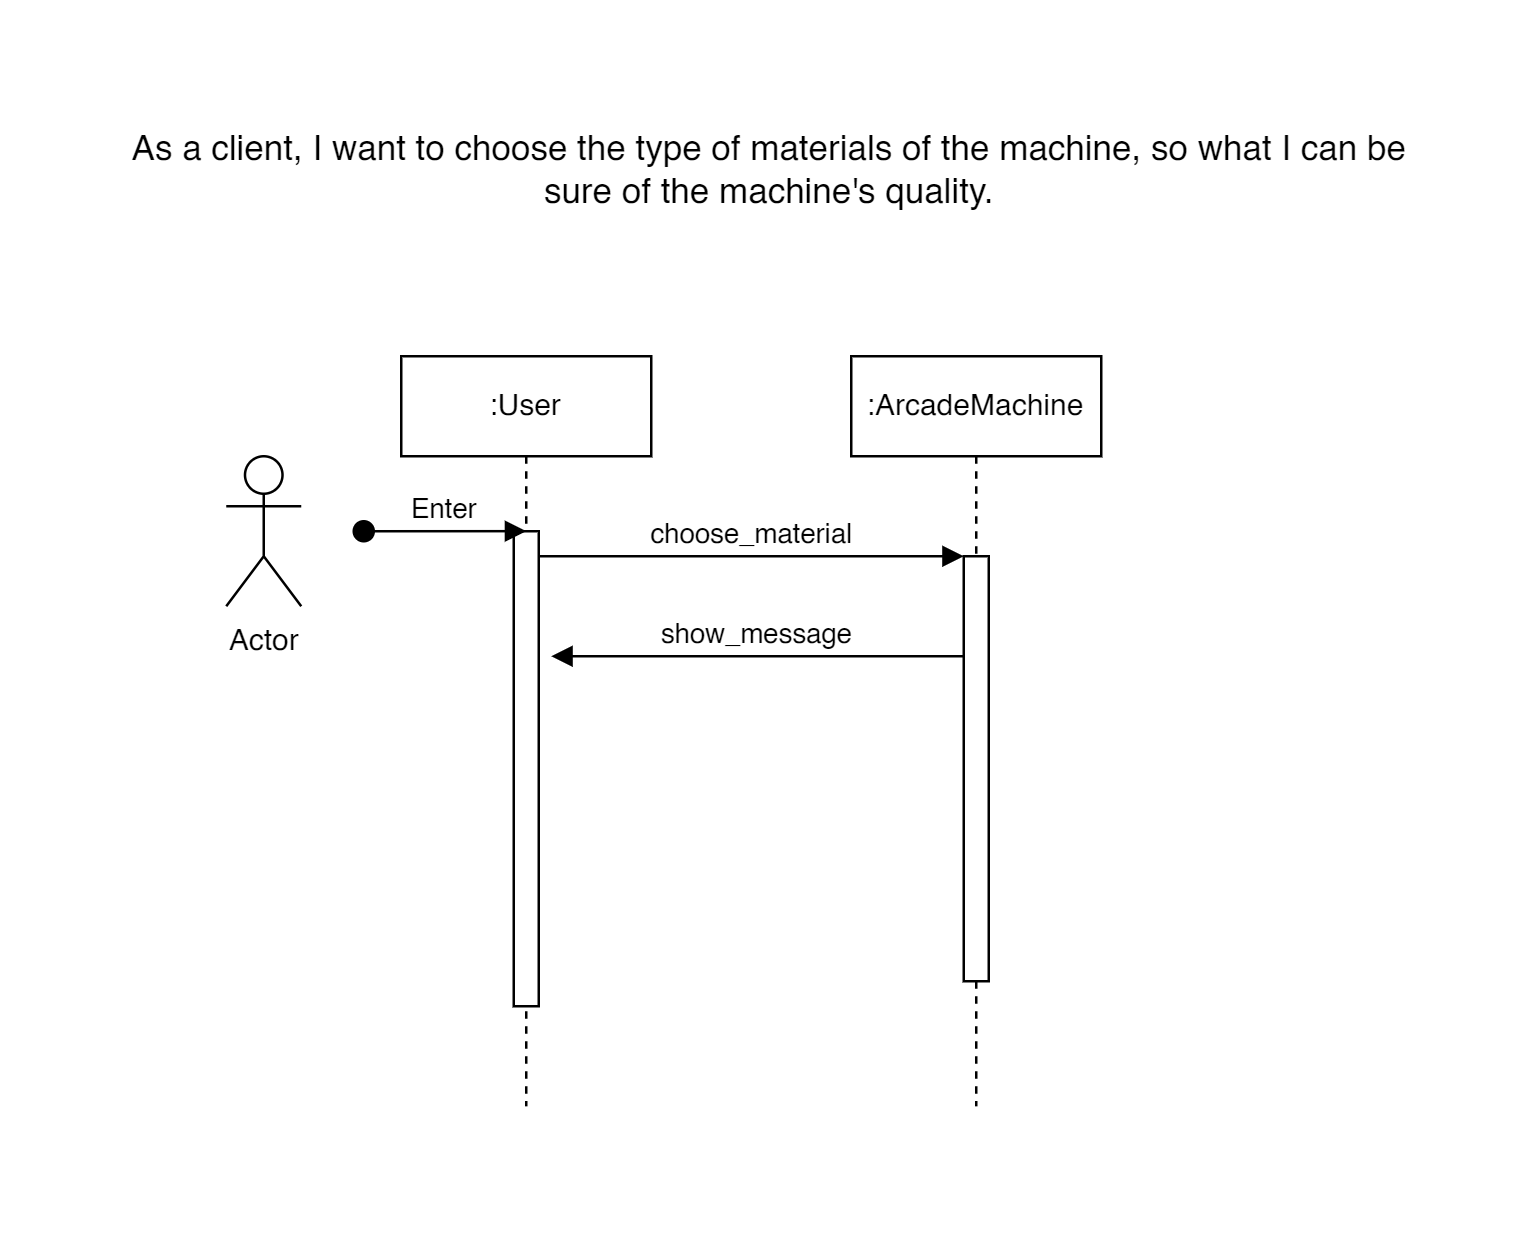 As a client, I want to choose the type of materials of the machine, so what I can be
sure of the machine's quality.
:User
:ArcadeMachine
Enter
choose_material
show_message
Actor